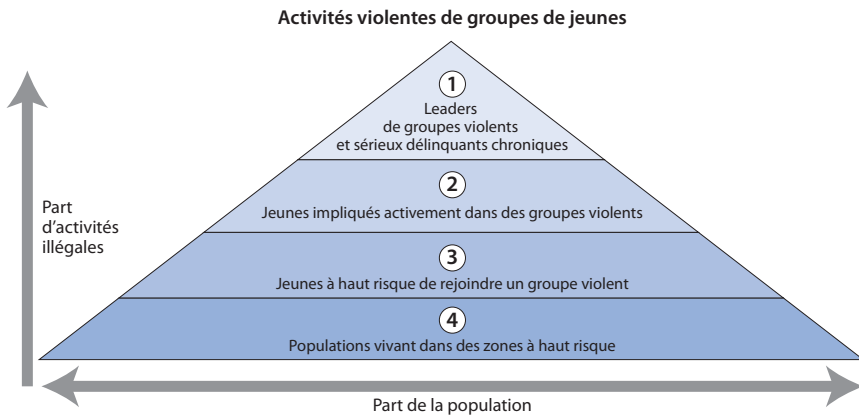 Activités violentes de groupes de jeunes
1
Leaders
de groupes violents
et sérieux délinquants chroniques
2
Jeunes impliqués activement dans des groupes violents
Part
d'activités
illégales
3
Jeunes à haut risque de rejoindre un groupe violent
4
Populations vivant dans des zones à haut risque
Part de la population